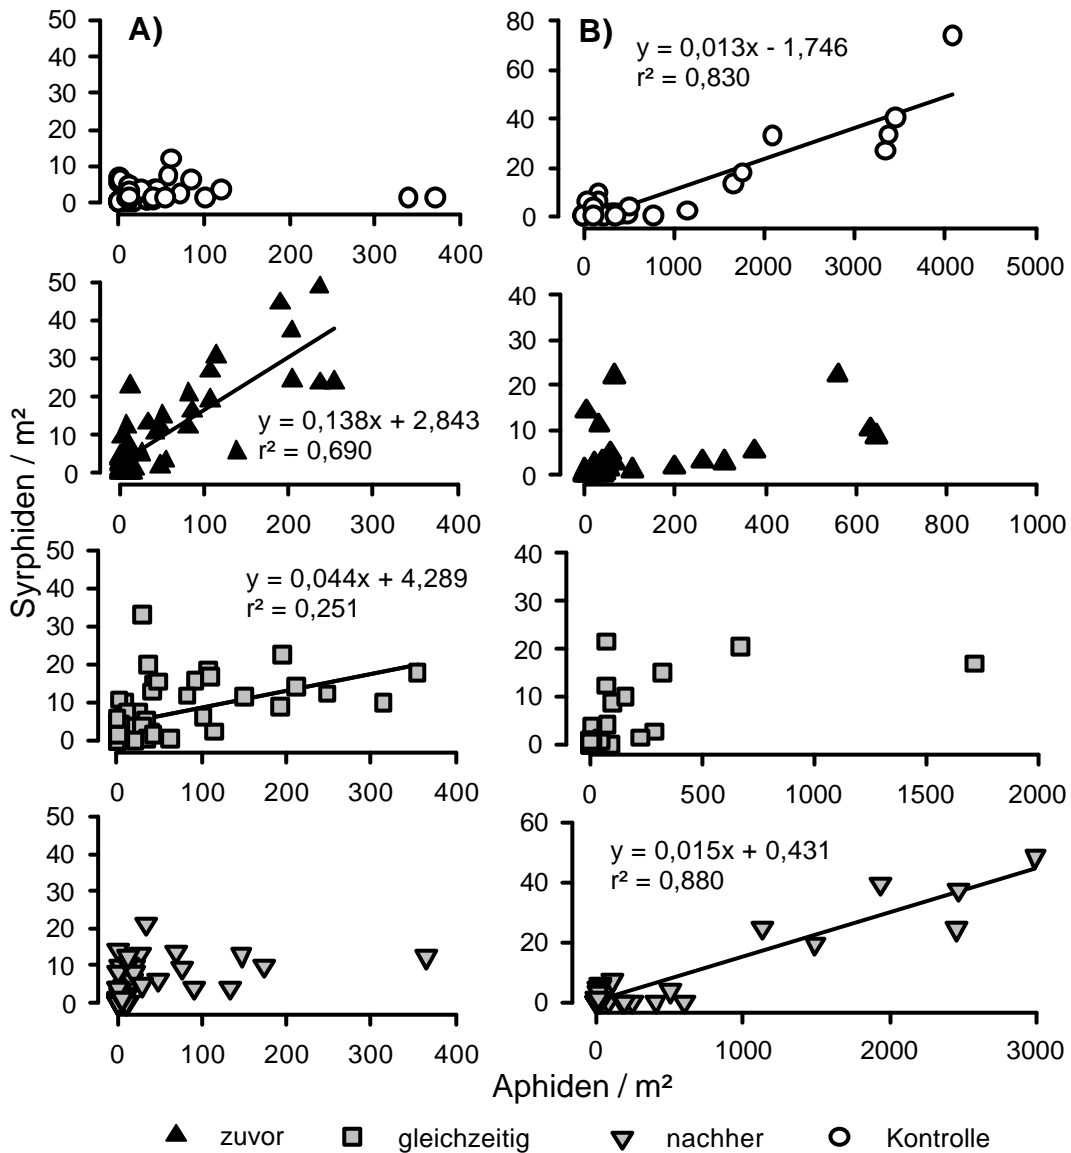 A)
50
40
30
20
10
0
0 100 200 300 400
B)
y = 0,013x - 1,746
r² = 0,830
80
60
40
20
0
0 1000 2000 3000 4000 5000
50
40
30
20
10
0
y = 0,138x + 2,843
r² = 0,690
0 100 200 300 400
40
30
20
10
0
0 200 400 600 800 1000
Syrphiden / m²
50
40
30
20
10
0
y = 0,044x + 4,289
r² = 0,251
0 100 200 300 400
40
30
20
10
0
0 500 1000 1500 2000
50
40
30
20
10
0
0 100 200 300 400
60
40
20
0
y = 0,015x + 0,431
r² = 0,880
0 1000 2000 3000
Aphiden / m²
zuvor gleichzeitig nachher Kontrolle